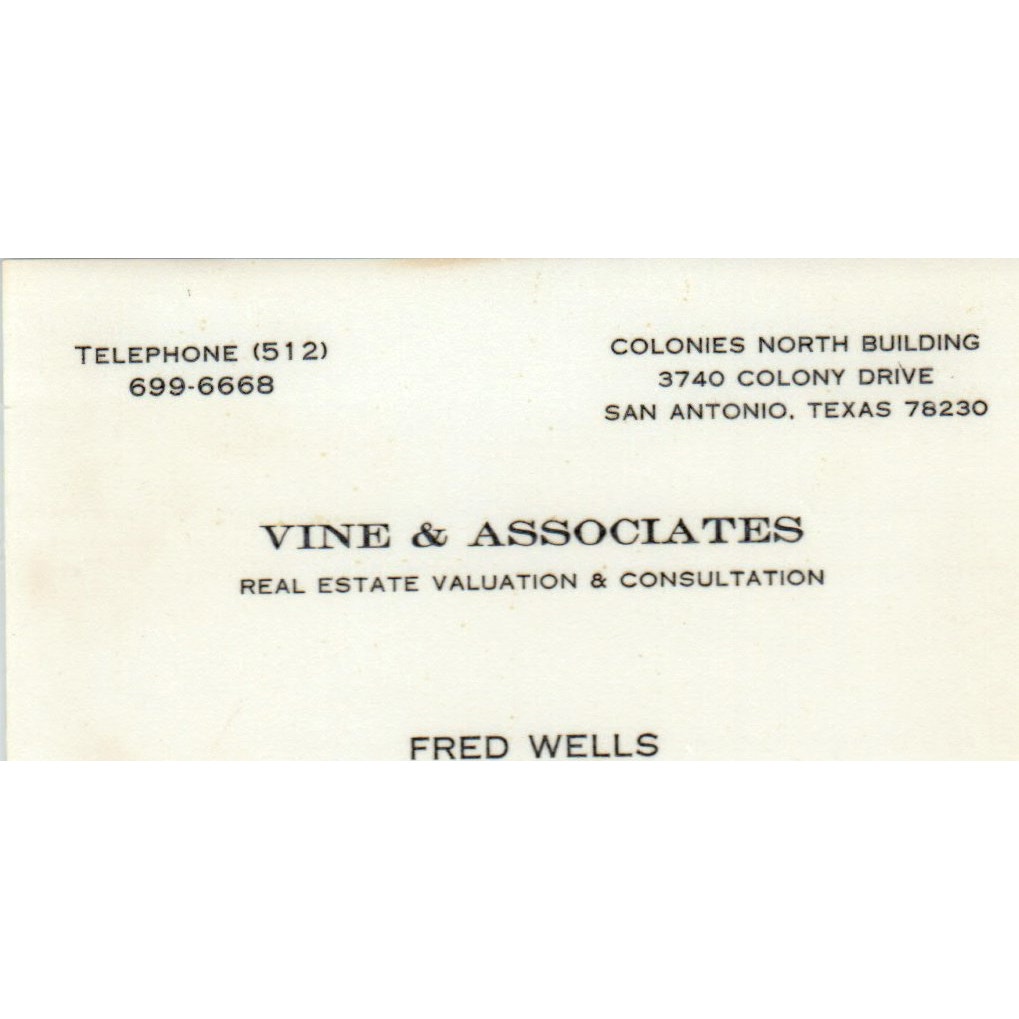 TELEPHONE (512)
699-6668
COLONIES NORTH BUILDING
3740 COLONY DRIVE
SAN ANTONIO, TEXAS 78230
VINE & ASSOCIATES
REAL ESTATE VALUATION & CONSULTATION
FRED WELLS